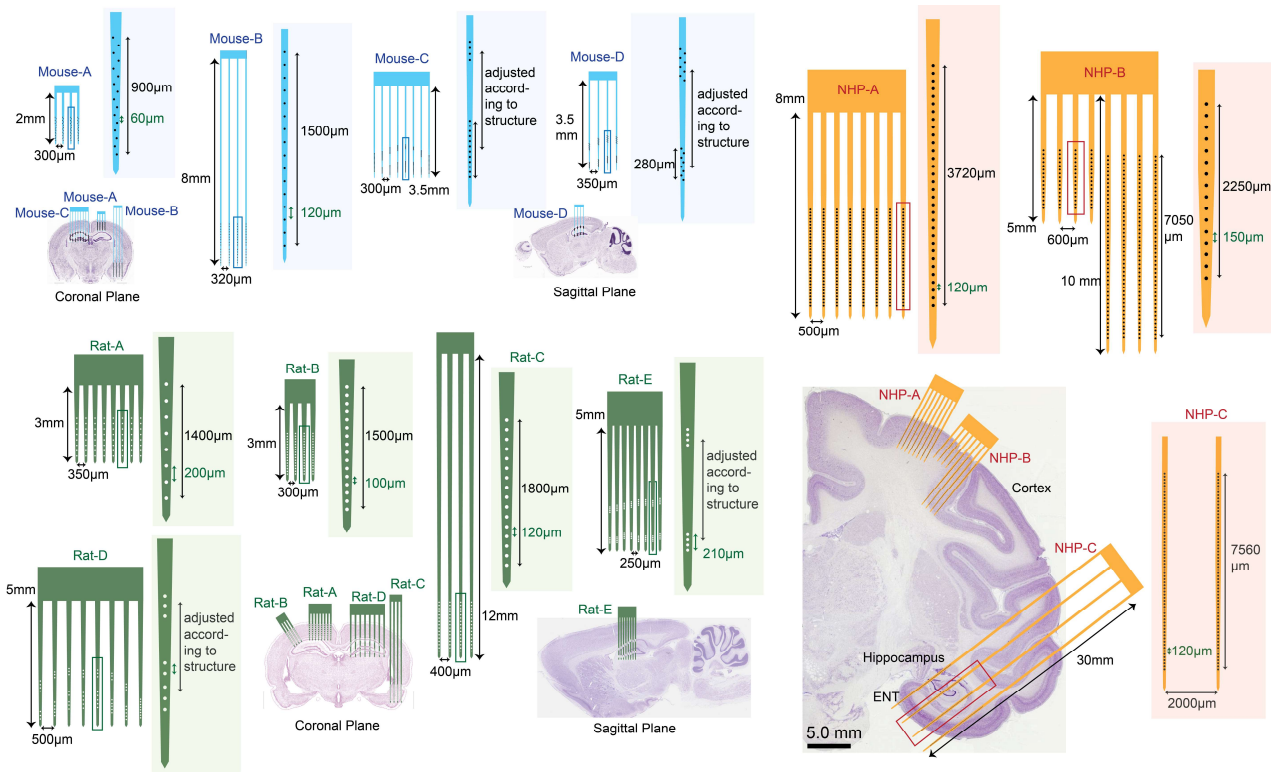 Mouse-A
2mm
300µm
900µm
60µm
Mouse-B
8mm
320µm
1500µm
120µm
Mouse-C
300µm
3.5mm
adjusted
accord-
ing to
structure
Mouse-D
3.5
mm
350µm
280µm
adjusted
according to
structure
Mouse-A
Mouse-C
Mouse-B
Coronal Plane
Mouse-D
Sagittal Plane
NHP-A
8mm
500µm
3720µm
120µm
NHP-B
5mm
600µm
10 mm
7050
µm
2250µm
150µm
Rat-A
3mm
350µm
1400µm
200µm
Rat-B
3mm
300µm
1500µm
100µm
Rat-C
12mm
400µm
1800µm
120µm
Rat-E
5mm
250µm
adjusted
accord-
ing to
structure
210µm
Rat-D
5mm
500µm
adjusted
accord-
ing to
structure
Rat-B
Rat-A
Rat-D
Rat-C
Coronal Plane
Rat-E
Sagittal Plane
NHP-A
NHP-B
Cortex
NHP-C
Hippocampus
ENT
30mm
5.0 mm
NHP-C
7560
µm
120µm
2000µm